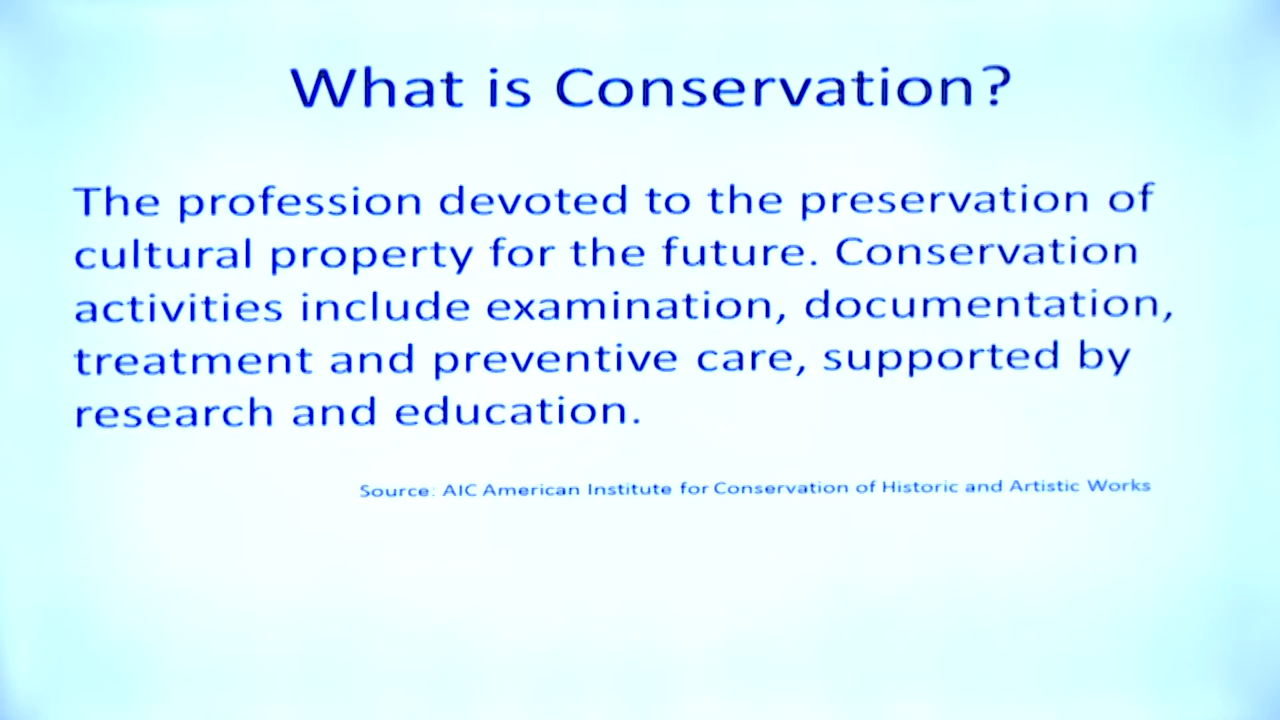 What is Conservation?
The profession devoted to the preservation of
cultural property for the future. Conservation
activities include examination, documentation,
treatment and preventive care, supported by
research and education.
Source: AIC American Institute for Conservation of Historic and Artistic Works